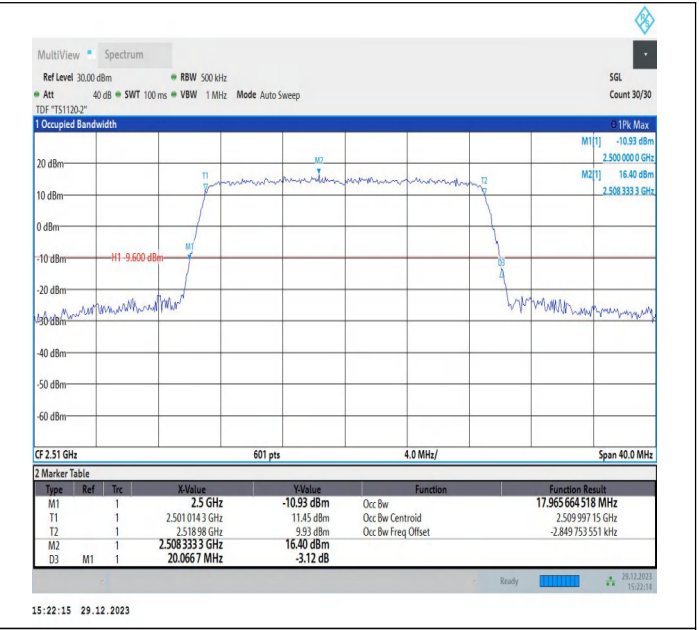 MultiView Spectrum
Ref Level 30.00 dBm RBW 500 kHz SGL
Att 40 dB SWT 100 ms VBW 1 MHz Mode Auto Sweep Count 30/30
TDF "TS1120-2"
1 Occupied Bandwidth 1Pk Max
M1[1] -10.93 dBm
2.500 000 0 GHz
M2[1] 16.40 dBm
2.508 333 3 GHz
M2
T1
T2
20 dBm
10 dBm
0 dBm
M1
-10 dBm
H1 -9.600 dBm
D3
-20 dBm
-30 dBm
-40 dBm
-50 dBm
-60 dBm
CF 2.51 GHz 601 pts 4.0 MHz/ Span 40.0 MHz
2 Marker Table
Type Ref Trc X-Value Y-Value Function Function Result
M1 1 2.5 GHz -10.93 dBm Occ Bw 17.965 664 518 MHz
T1 1 2.501 014 3 GHz 11.45 dBm Occ Bw Centroid 2.509 997 15 GHz
T2 1 2.518 98 GHz 9.93 dBm Occ Bw Freq Offset -2.849 753 551 kHz
M2 1 2.508 333 3 GHz 16.40 dBm
D3 M1 1 20.066 7 MHz -3.12 dB
Ready 29.12.2023
15:22:14
15:22:15 29.12.2023